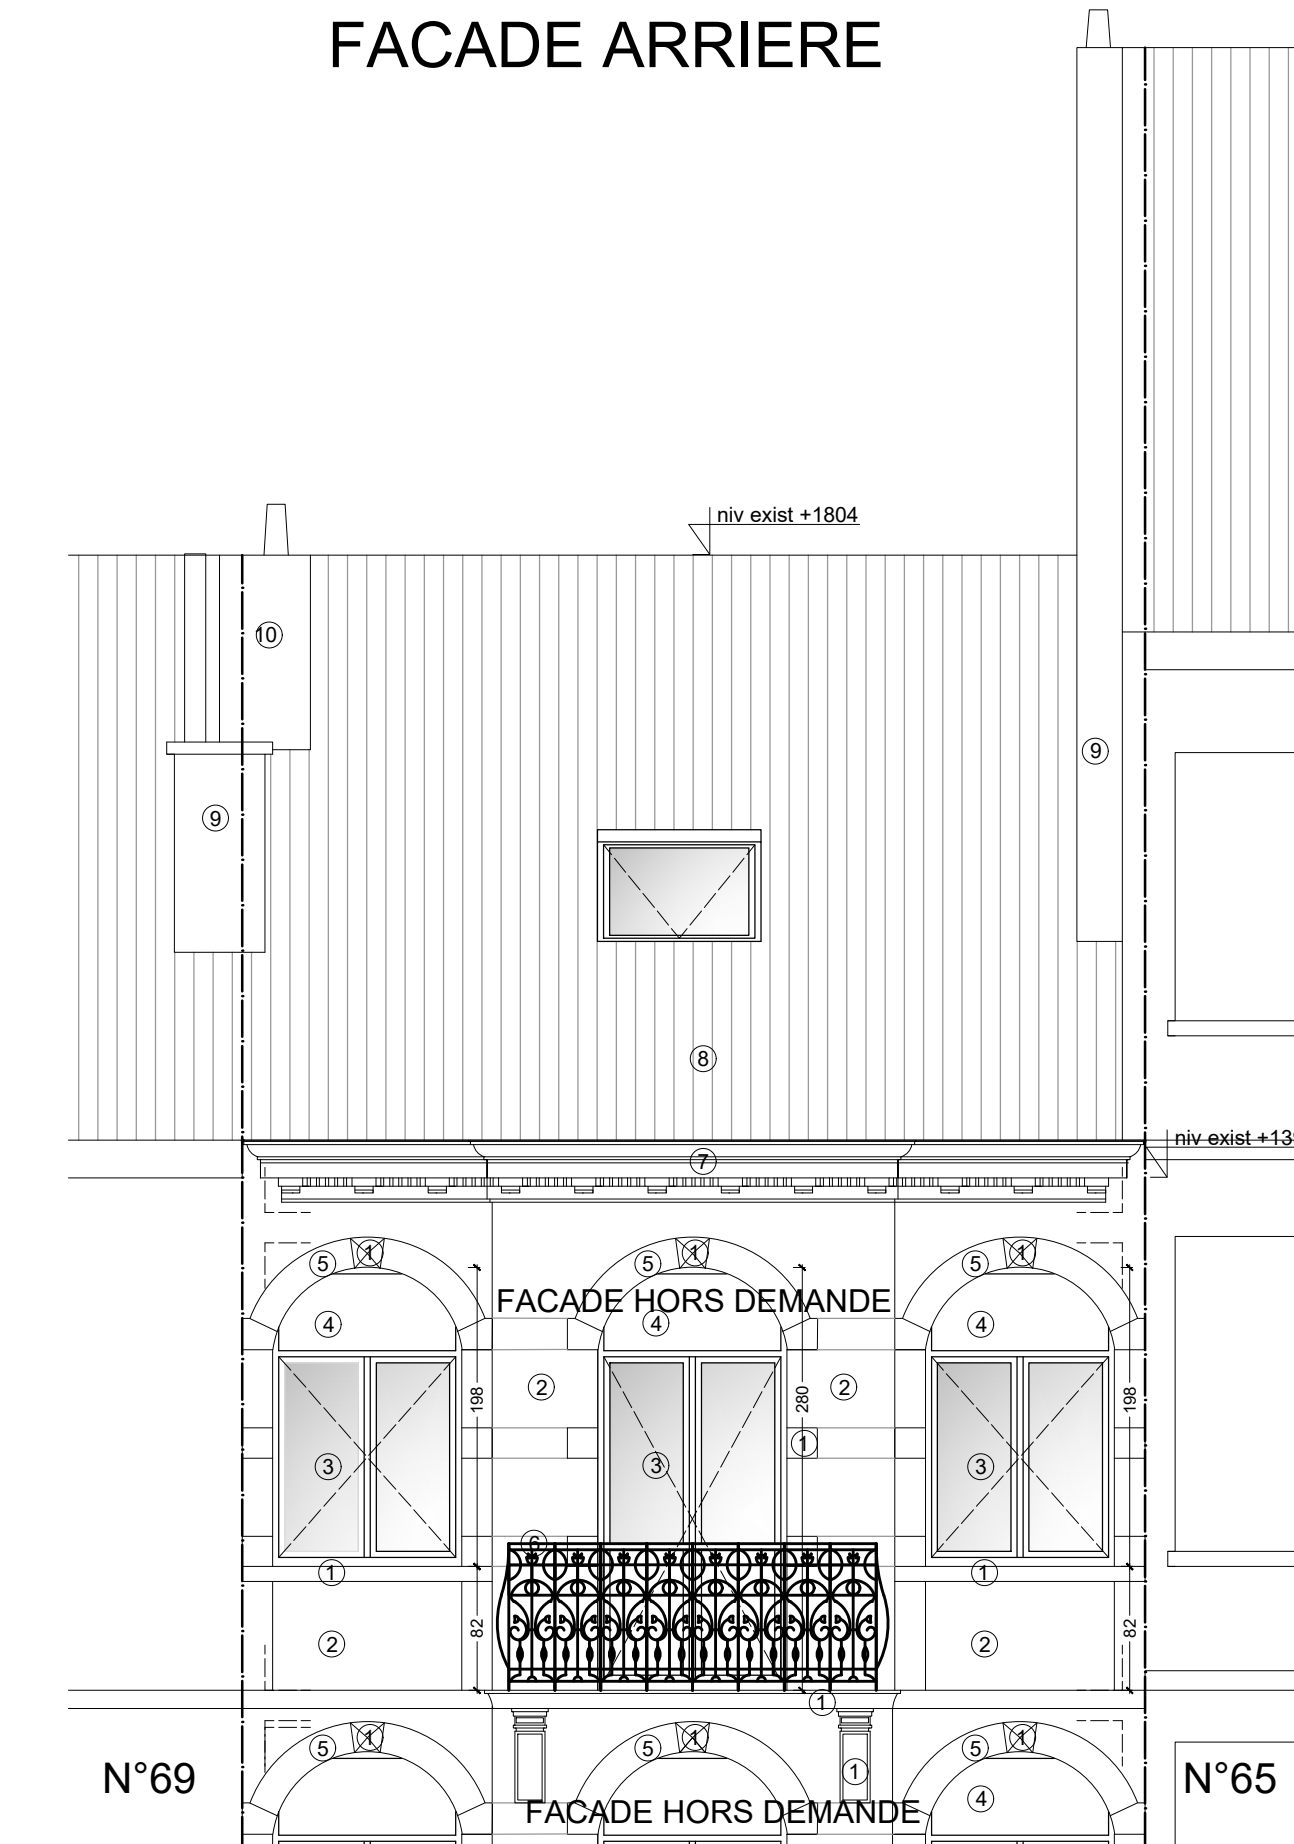 FACADE ARRIERE
niv exist +1804
10
9
9
8
niv exist +139
7
5 1 5 1 5 1
FACADE HORS DEMANDE
4 4 4
2 2
198 280 198
1
3 3 3
6
1 1
82 82
2 2
1
5 1 5 1 5 1
N°69 1 N°65
4
FACADE HORS DEMANDE